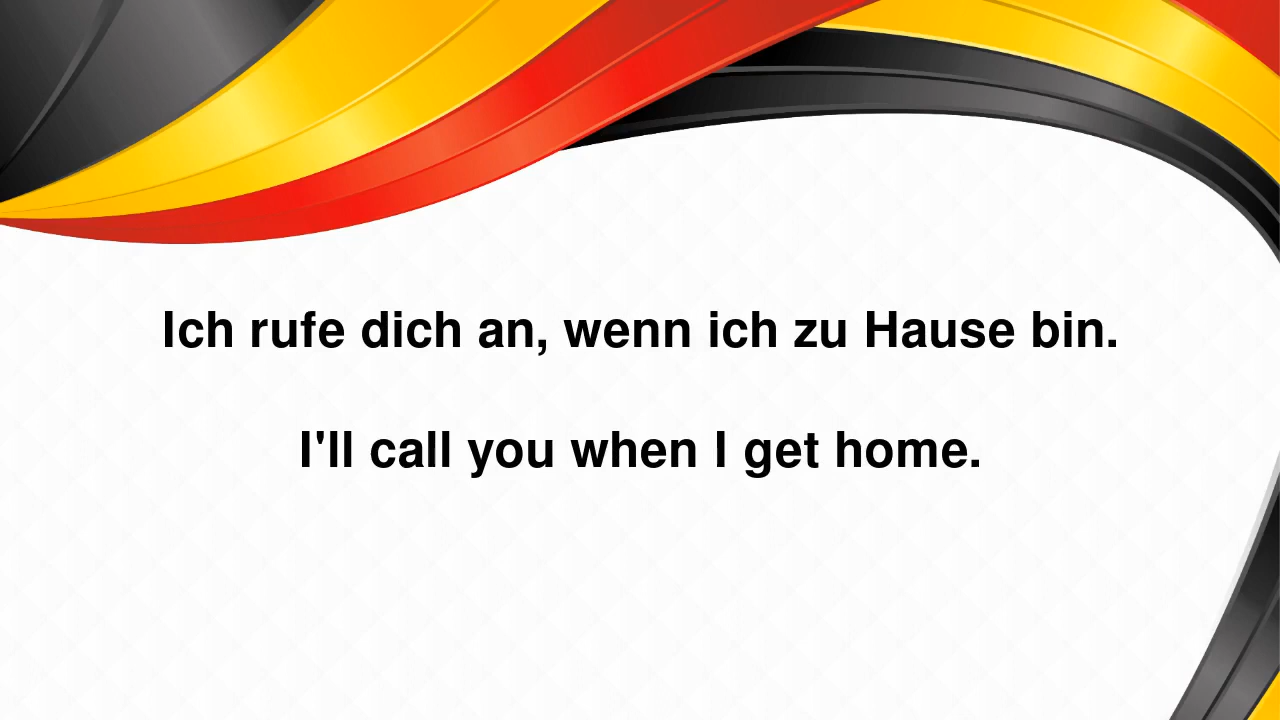 Ich rufe dich an, wenn ich zu Hause bin.
I'll call you when I get home.